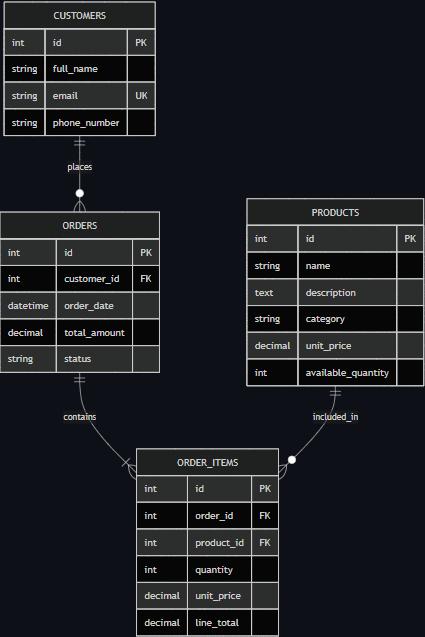 CUSTOMERS
int id PK
string full_name
string email UK
string phone_number
places
ORDERS
int id PK
int customer_id FK
datetime order_date
decimal total_amount
string status
PRODUCTS
int id PK
string name
text description
string category
decimal unit_price
int available_quantity
contains
included_in
ORDER_ITEMS
int id PK
int order_id FK
int product_id FK
int quantity
decimal unit_price
decimal line_total